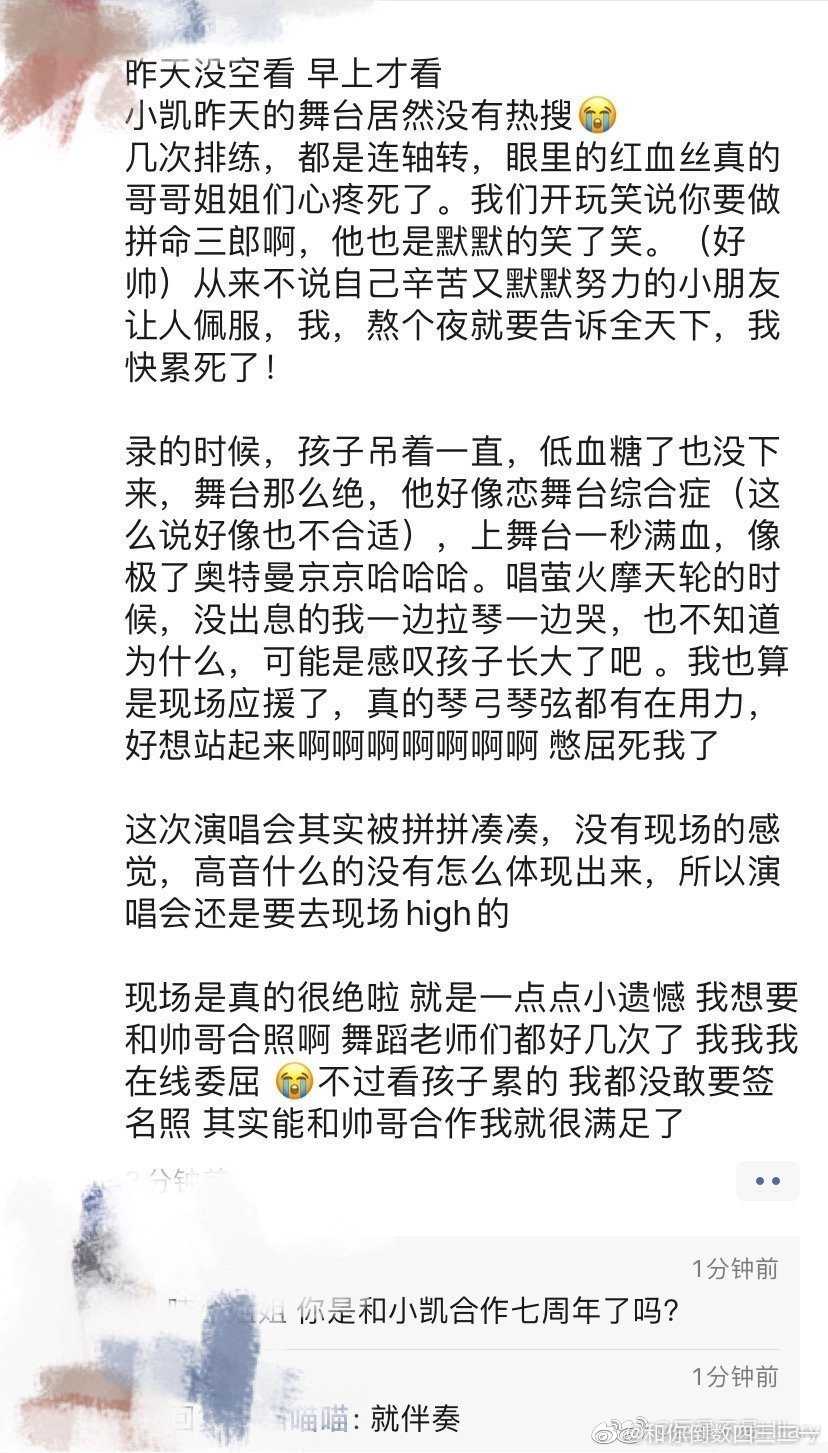 昨天没空看 早上才看
小凯昨天的舞台居然没有热搜😭
几次排练，都是连轴转，眼里的红血丝真的
哥哥姐姐们心疼死了。我们开玩笑说你要做
拼命三郎啊，他也是默默的笑了笑。（好
帅）从来不说自己辛苦又默默努力的小朋友
让人佩服，我，熬个夜就要告诉全天下，我
快累死了！
录的时候，孩子吊着一直，低血糖了也没下
来，舞台那么绝，他好像恋舞台综合症（这
么说好像也不合适），上舞台一秒满血，像
极了奥特曼京京哈哈哈。唱萤火摩天轮的时
候，没出息的我一边拉琴一边哭，也不知道
为什么，可能是感叹孩子长大了吧 。我也算
是现场应援了，真的琴弓琴弦都有在用力，
好想站起来啊啊啊啊啊啊啊 憋屈死我了
这次演唱会其实被拼拼凑凑，没有现场的感
觉，高音什么的没有怎么体现出来，所以演
唱会还是要去现场high的
现场是真的很绝啦 就是一点点小遗憾 我想要
和帅哥合照啊 舞蹈老师们都好几次了 我我我
在线委屈 😭不过看孩子累的 我都没敢要签
名照 其实能和帅哥合作我就很满足了
分钟前
1分钟前
姐 你是和小凯合作七周年了吗?
1分钟前
喵喵: 就伴奏
@和你倒数四三二一